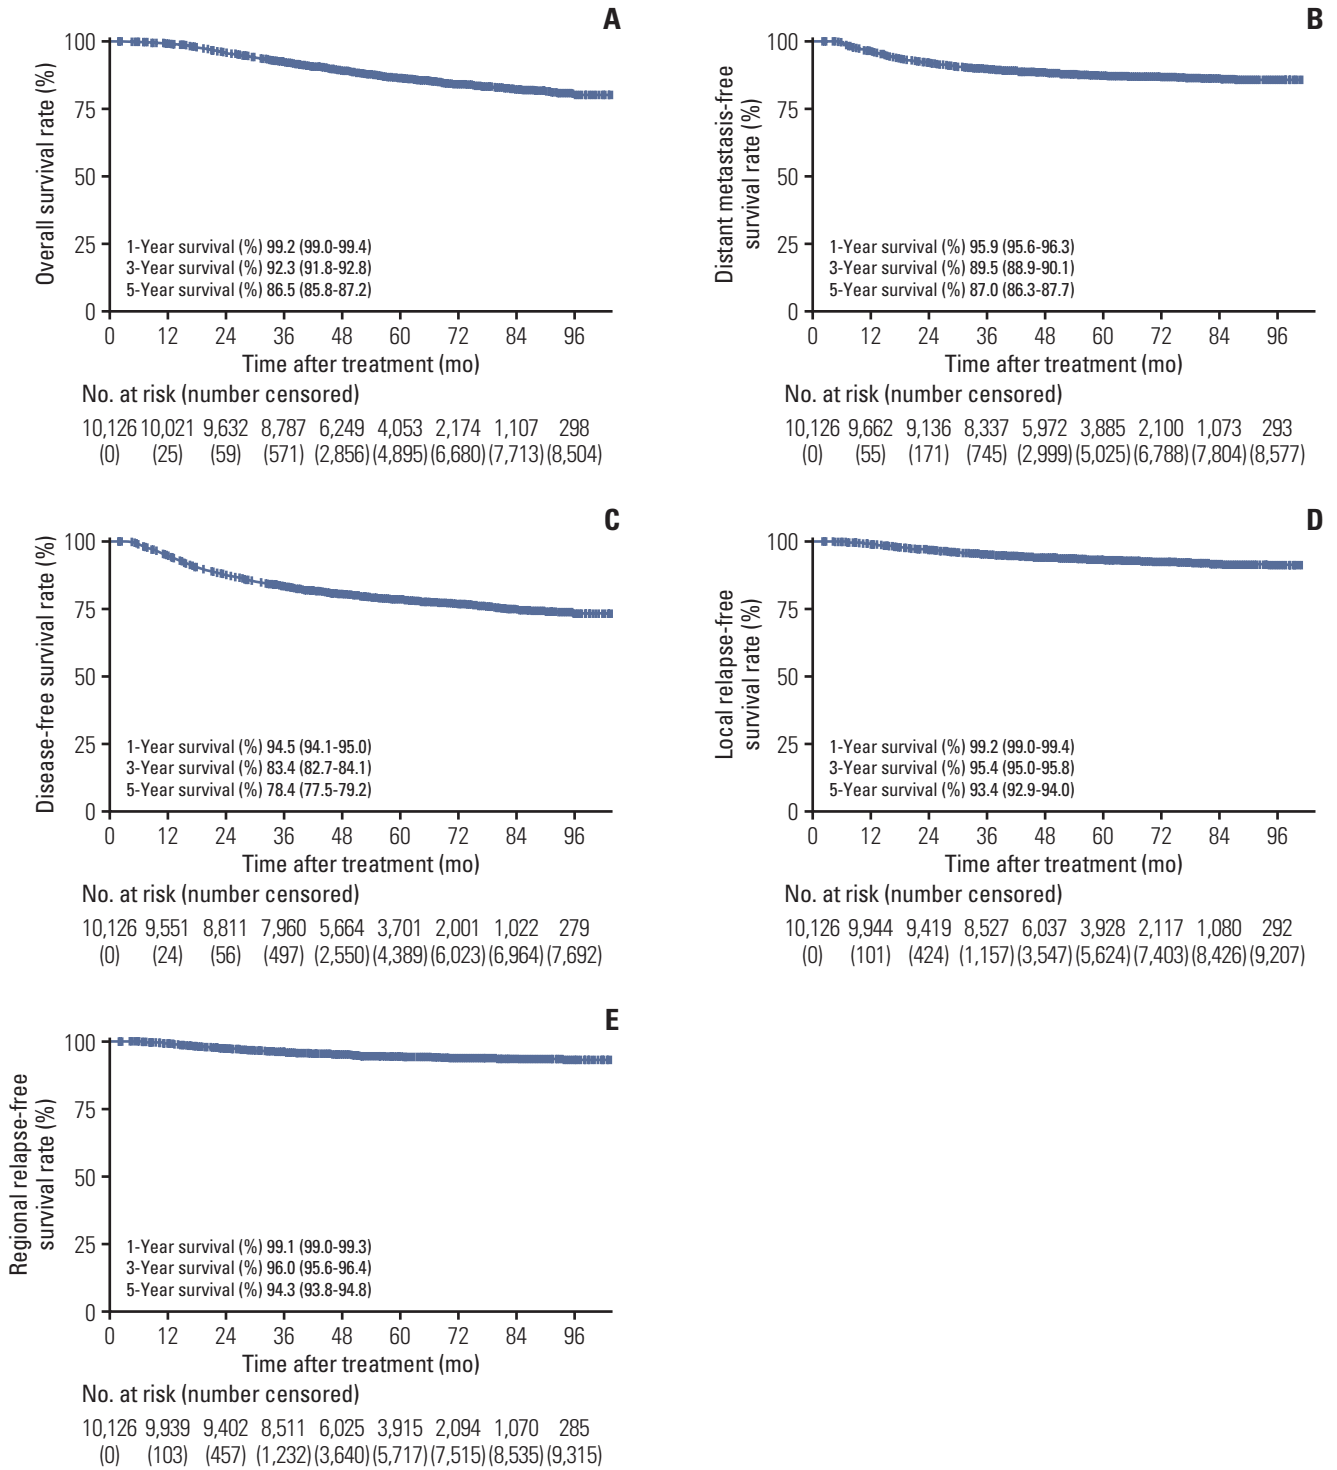 A
Overall survival rate (%)
100
75
50
25
0
1-Year survival (%) 99.2 (99.0-99.4)
3-Year survival (%) 92.3 (91.8-92.8)
5-Year survival (%) 86.5 (85.8-87.2)
0 12 24 36 48 60 72 84 96
Time after treatment (mo)
No. at risk (number censored)
10,126 10,021 9,632 8,787 6,249 4,053 2,174 1,107 298
(0) (25) (59) (571) (2,856) (4,895) (6,680) (7,713) (8,504)
B
Distant metastasis-free
survival rate (%)
100
75
50
25
0
1-Year survival (%) 95.9 (95.6-96.3)
3-Year survival (%) 89.5 (88.9-90.1)
5-Year survival (%) 87.0 (86.3-87.7)
0 12 24 36 48 60 72 84 96
Time after treatment (mo)
No. at risk (number censored)
10,126 9,662 9,136 8,337 5,972 3,885 2,100 1,073 293
(0) (55) (171) (745) (2,999) (5,025) (6,788) (7,804) (8,577)
C
Disease-free survival rate (%)
100
75
50
25
0
1-Year survival (%) 94.5 (94.1-95.0)
3-Year survival (%) 83.4 (82.7-84.1)
5-Year survival (%) 78.4 (77.5-79.2)
0 12 24 36 48 60 72 84 96
Time after treatment (mo)
No. at risk (number censored)
10,126 9,551 8,811 7,960 5,664 3,701 2,001 1,022 279
(0) (24) (56) (497) (2,550) (4,389) (6,023) (6,964) (7,692)
D
Local relapse-free
survival rate (%)
100
75
50
25
0
1-Year survival (%) 99.2 (99.0-99.4)
3-Year survival (%) 95.4 (95.0-95.8)
5-Year survival (%) 93.4 (92.9-94.0)
0 12 24 36 48 60 72 84 96
Time after treatment (mo)
No. at risk (number censored)
10,126 9,944 9,419 8,527 6,037 3,928 2,117 1,080 292
(0) (101) (424) (1,157) (3,547) (5,624) (7,403) (8,426) (9,207)
E
Regional relapse-free
survival rate (%)
100
75
50
25
0
1-Year survival (%) 99.1 (99.0-99.3)
3-Year survival (%) 96.0 (95.6-96.4)
5-Year survival (%) 94.3 (93.8-94.8)
0 12 24 36 48 60 72 84 96
Time after treatment (mo)
No. at risk (number censored)
10,126 9,939 9,402 8,511 6,025 3,915 2,094 1,070 285
(0) (103) (457) (1,232) (3,640) (5,717) (7,515) (8,535) (9,315)